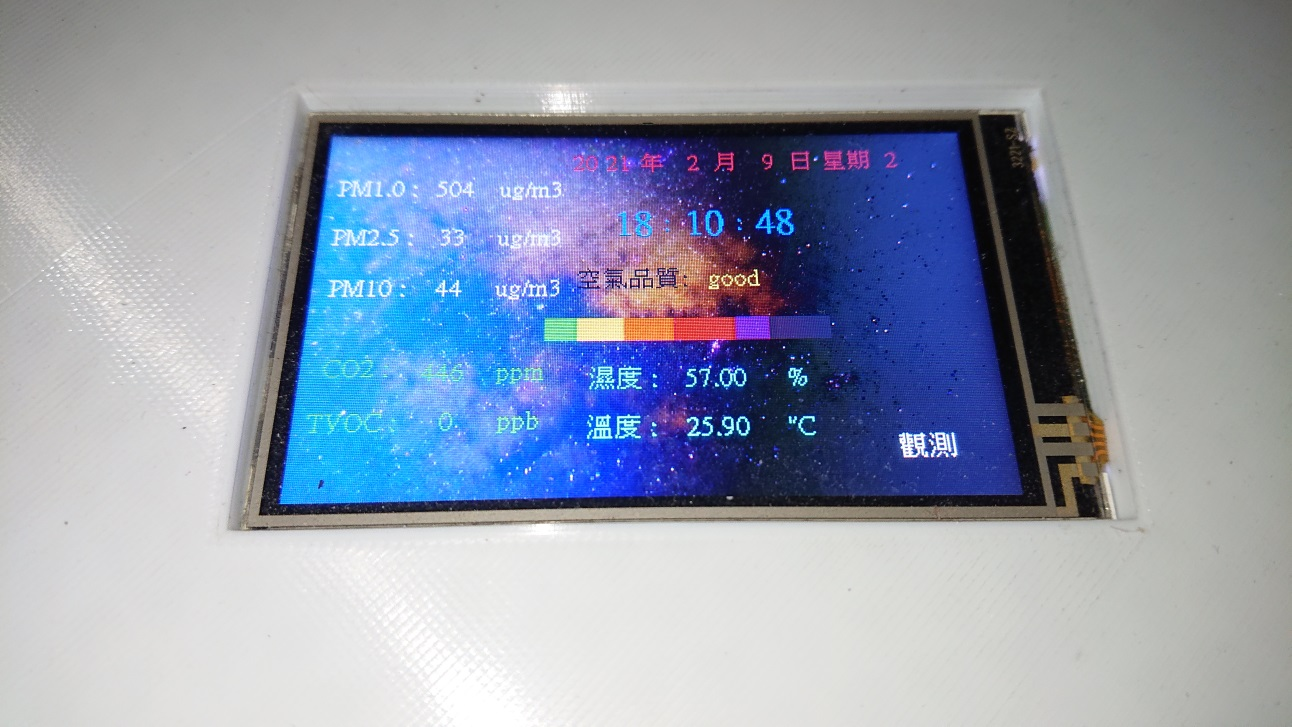 2021 年 2 月 9 日 星期 2
PM1.0 : 504 ug/m3
18 : 10 : 48
PM2.5 : 33 ug/m3
空氣品質: good
PM10 : 44 ug/m3
CO2 : 446 ppm
濕度 : 57.00 %
TVOC : 0. ppb
溫度 : 25.90 "C
觀測